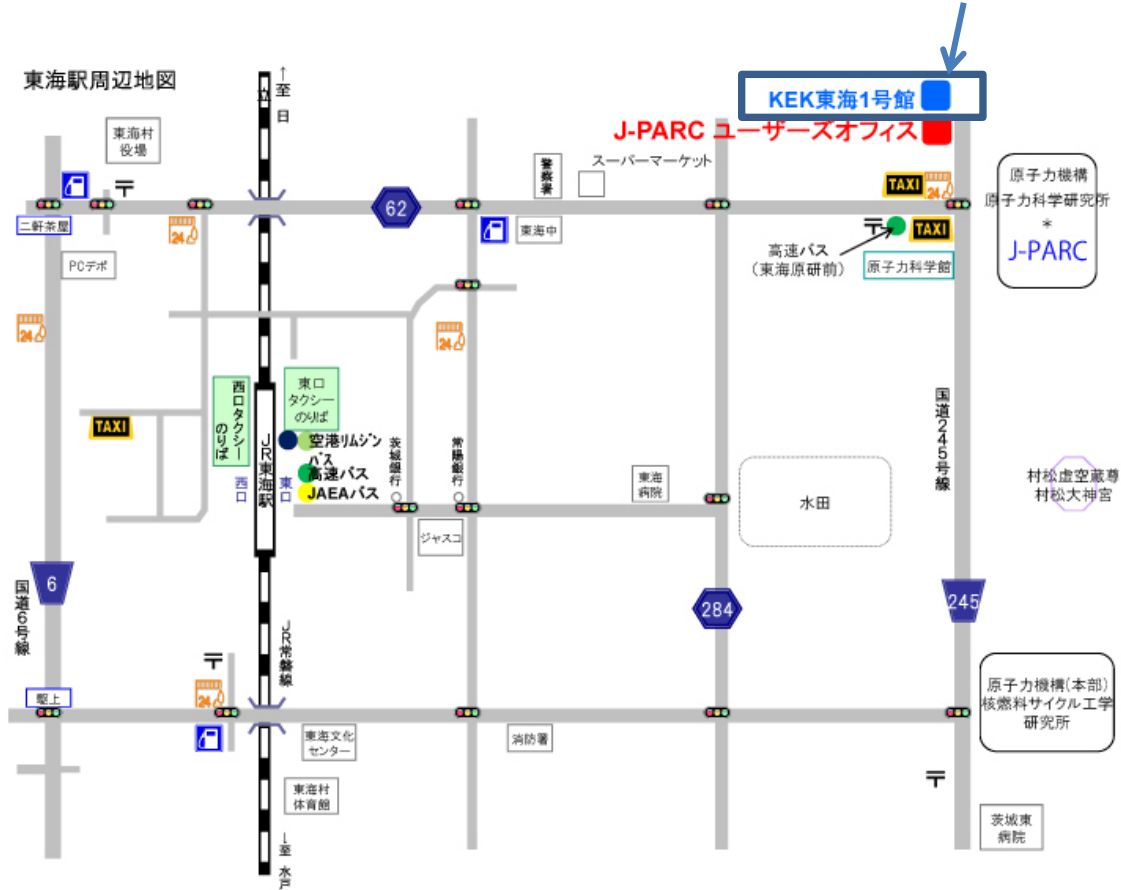 東海駅周辺地図
↑至
日
立
KEK東海1号館
J-PARC ユーザーズオフィス
東海村
役場
警察署
スーパーマーケット
TAXI
24
原子力機構
原子力科学研究所
*
J-PARC
二軒茶屋
24
62
東海中
〒
〒
TAXI
高速バス
(東海原研前)
原子力科学館
PCデポ
24
24
西口タクシー
のりば
東口
タクシー
のりば
TAXI
JR東海駅
西口
東口
空港リムジン
バス
高速バス
JAEAバス
茨城銀行
常陽銀行
東海
病院
水田
国道245号線
村松虚空蔵尊
村松大神宮
ジャスコ
6
国道6号線
284
245
JR常磐線
〒
24
駆上
原子力機構(本部)
核燃料サイクル工学
研究所
東海文化
センター
消防署
東海村
体育館
〒
茨城東
病院
↓至
水戸